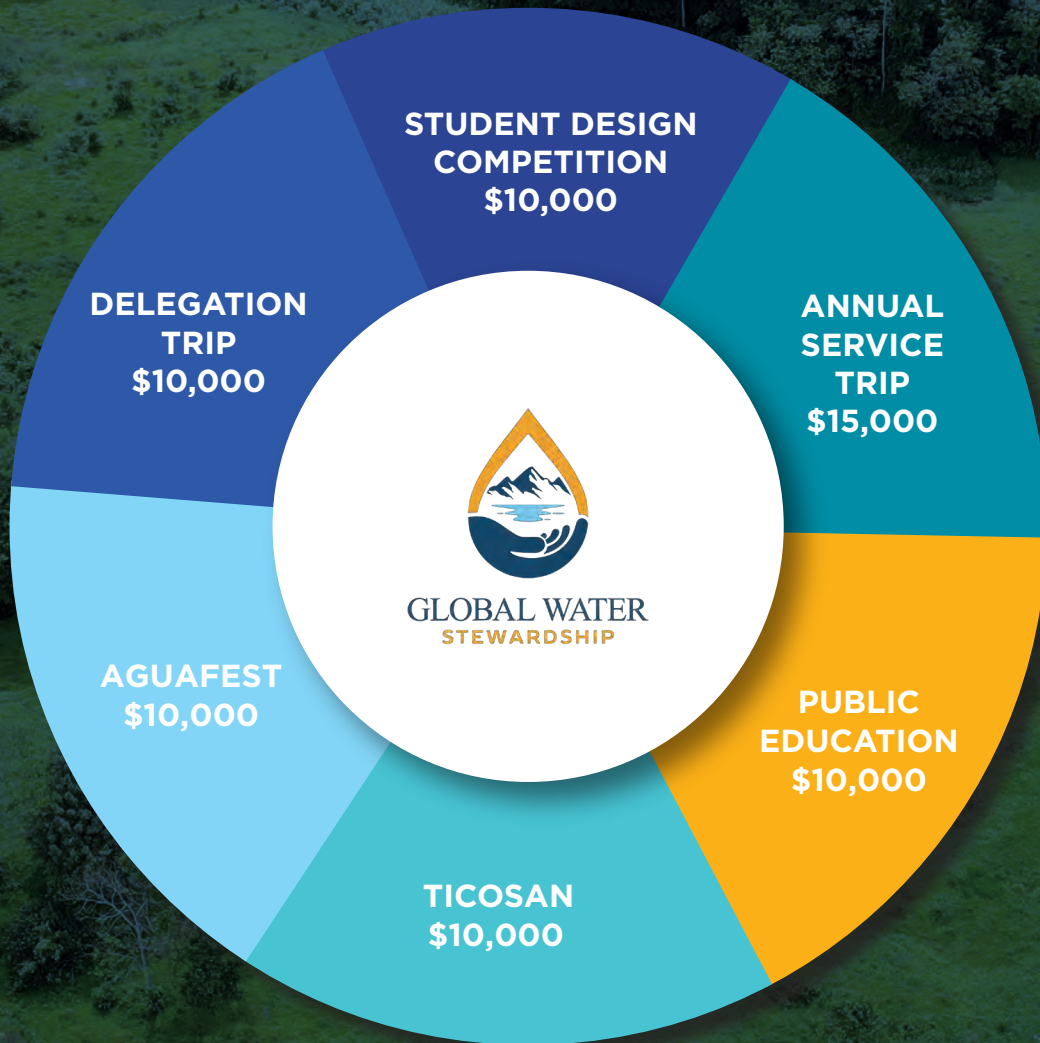 STUDENT DESIGN
COMPETITION
$10,000
ANNUAL
SERVICE
TRIP
$15,000
PUBLIC
EDUCATION
$10,000
TICOSAN
$10,000
AGUAFEST
$10,000
DELEGATION
TRIP
$10,000
GLOBAL WATER
STEWARDSHIP